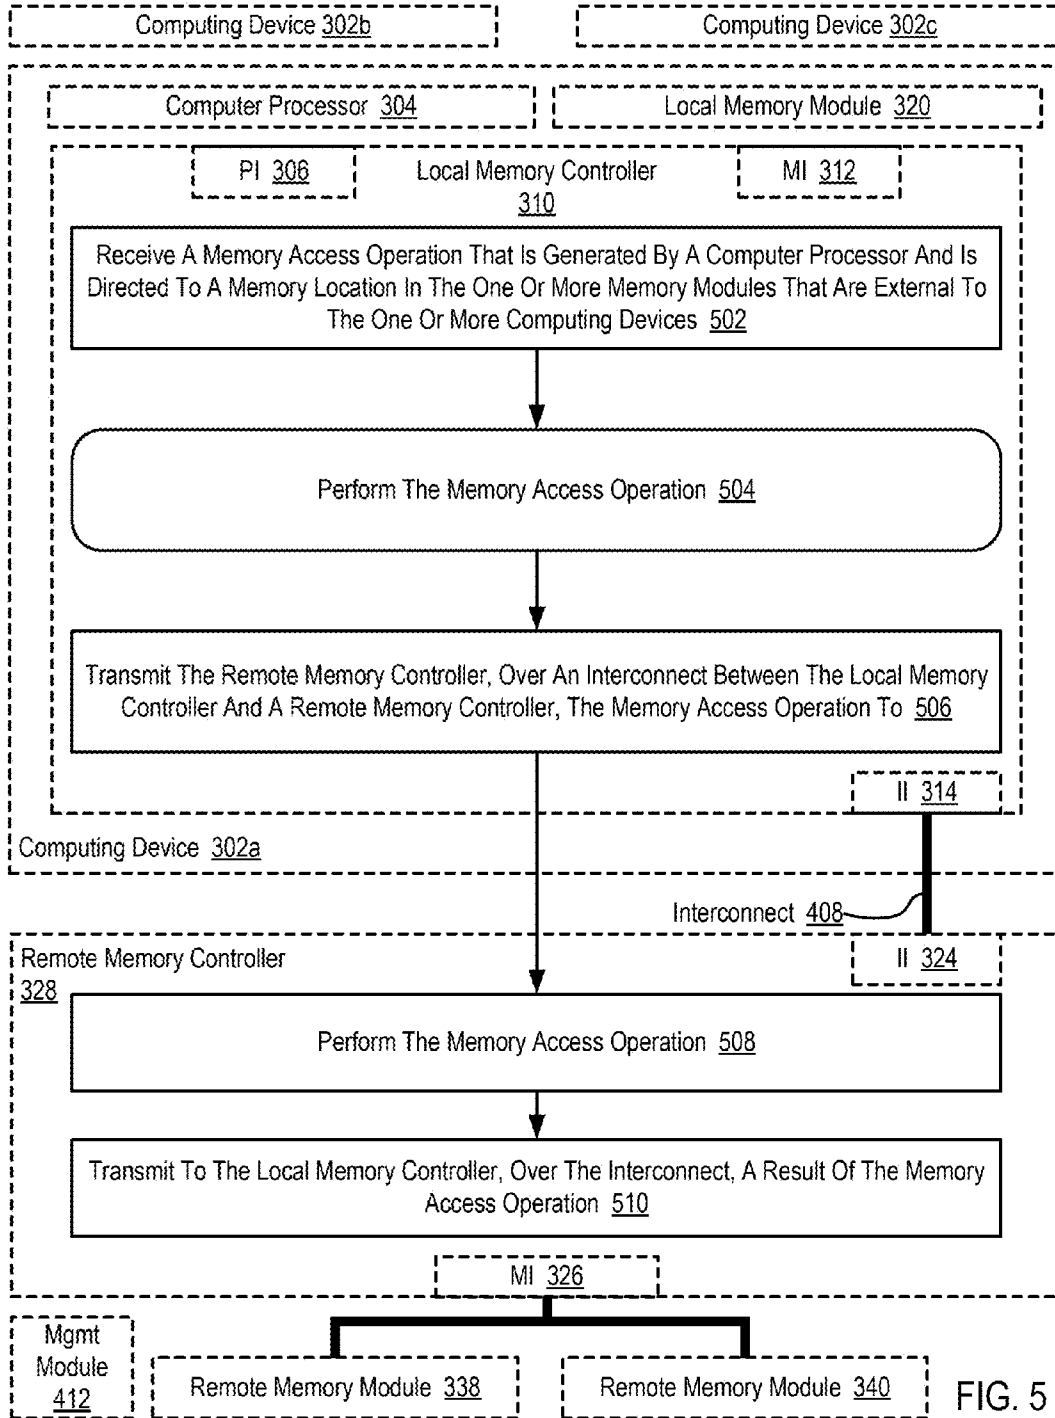 Computing Device 302b
Computing Device 302c
Computer Processor 304
Local Memory Module 320
PI 306
Local Memory Controller
310
MI 312
Receive A Memory Access Operation That Is Generated By A Computer Processor And Is
Directed To A Memory Location In The One Or More Memory Modules That Are External To
The One Or More Computing Devices 502
Perform The Memory Access Operation 504
Transmit The Remote Memory Controller, Over An Interconnect Between The Local Memory
Controller And A Remote Memory Controller, The Memory Access Operation To 506
II 314
Computing Device 302a
Interconnect 408
Remote Memory Controller
328
II 324
Perform The Memory Access Operation 508
Transmit To The Local Memory Controller, Over The Interconnect, A Result Of The Memory
Access Operation 510
MI 326
Mgmt
Module
412
Remote Memory Module 338
Remote Memory Module 340
FIG. 5